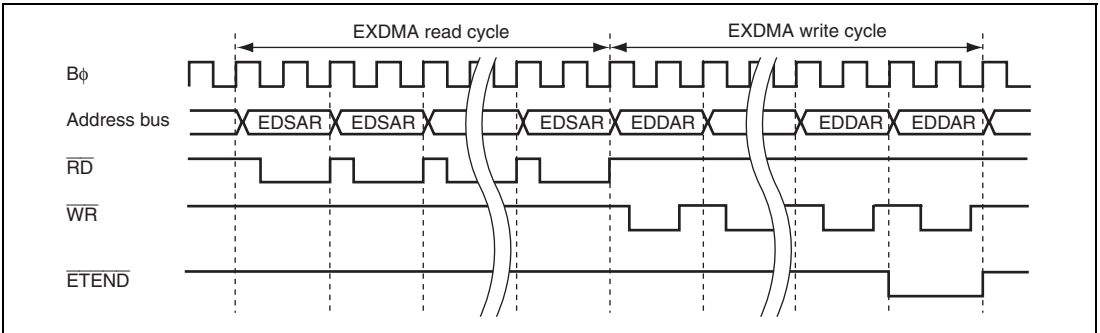 EXDMA read cycle EXDMA write cycle
Bϕ
Address bus EDSAR EDSAR EDSAR EDDAR EDDAR EDDAR
RD
WR
ETEND